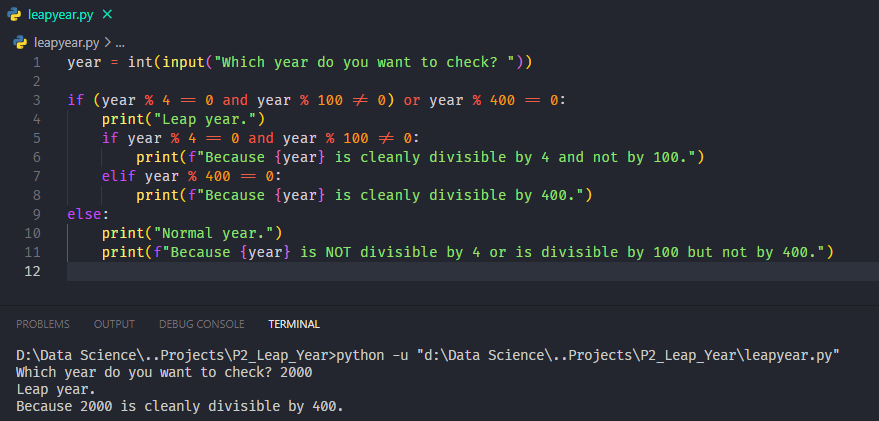 leapyear.py ×
leapyear.py > ...
1 year = int(input("Which year do you want to check? "))
2
3 if (year % 4 == 0 and year % 100 != 0) or year % 400 == 0:
4     print("Leap year.")
5     if year % 4 == 0 and year % 100 != 0:
6         print(f"Because {year} is cleanly divisible by 4 and not by 100.")
7     elif year % 400 == 0:
8         print(f"Because {year} is cleanly divisible by 400.")
9 else:
10     print("Normal year.")
11     print(f"Because {year} is NOT divisible by 4 or is divisible by 100 but not by 400.")
12
PROBLEMS OUTPUT DEBUG CONSOLE TERMINAL
D:\Data Science\..Projects\P2_Leap_Year>python -u "d:\Data Science\..Projects\P2_Leap_Year\leapyear.py"
Which year do you want to check? 2000
Leap year.
Because 2000 is cleanly divisible by 400.